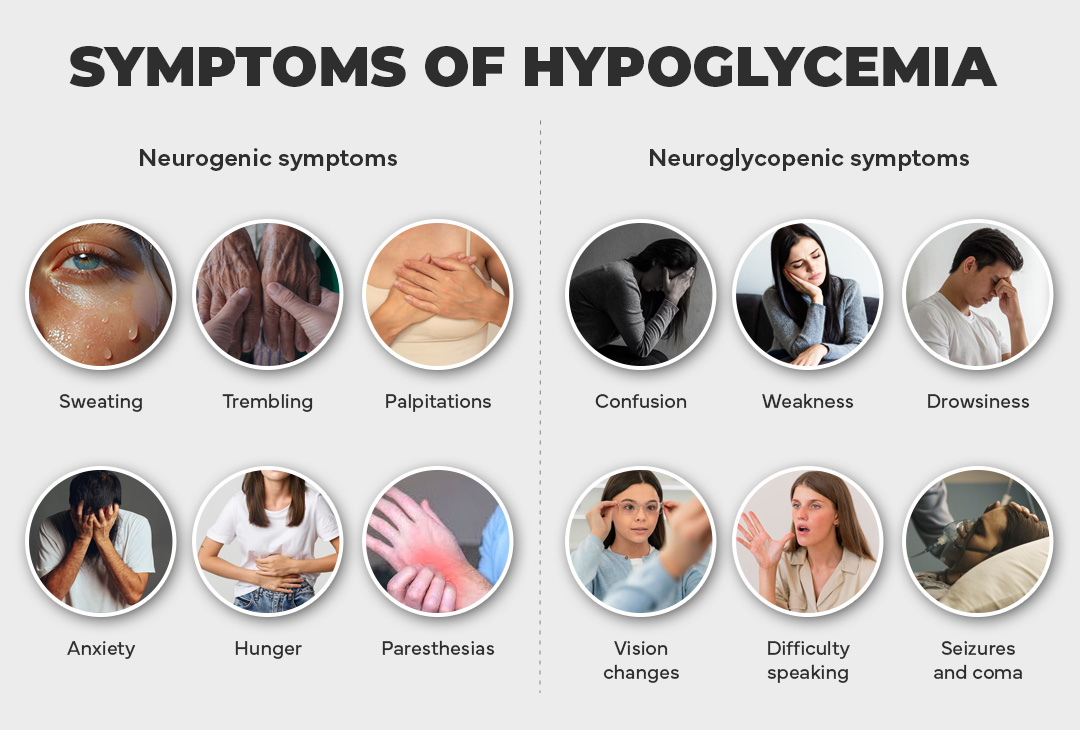 SYMPTOMS OF HYPOGLYCEMIA
Neurogenic symptoms
Sweating
Trembling
Palpitations
Anxiety
Hunger
Paresthesias
Neuroglycopenic symptoms
Confusion
Weakness
Drowsiness
Vision
changes
Difficulty
speaking
Seizures
and coma